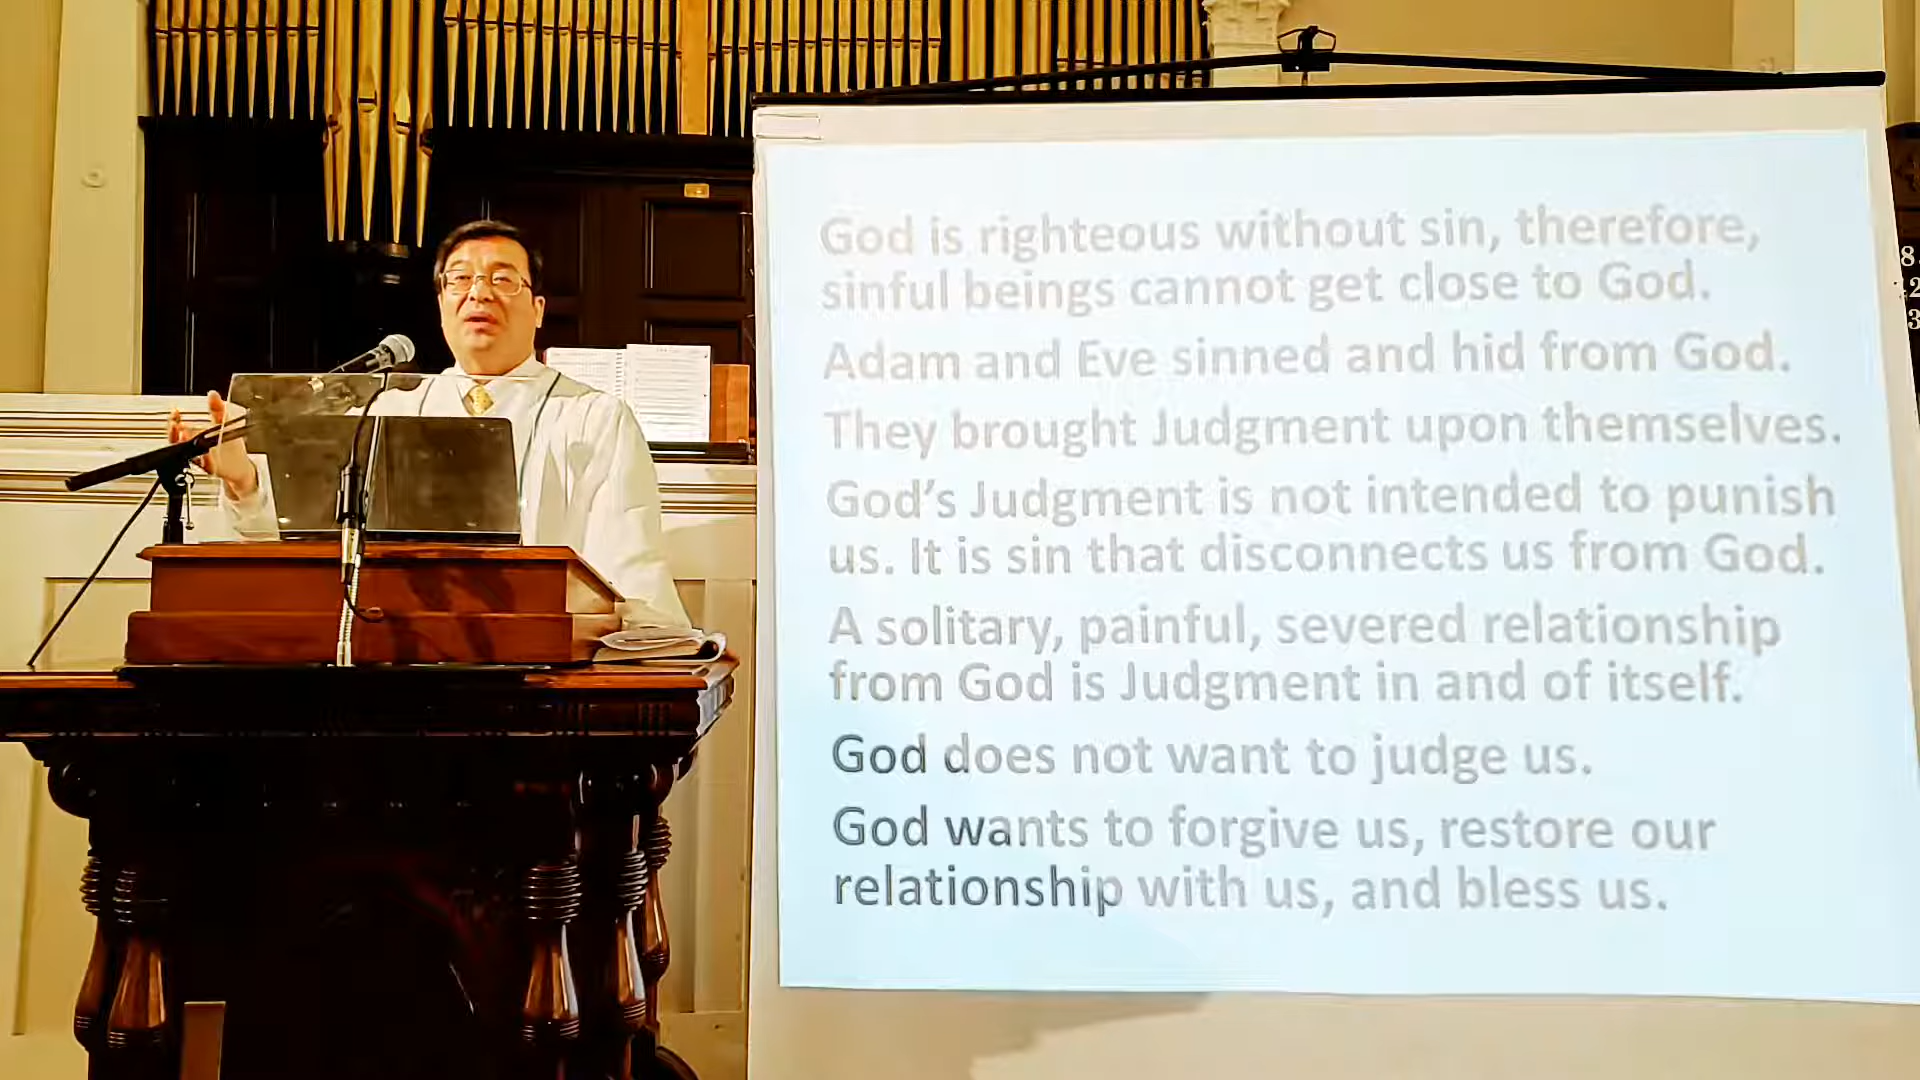 God is righteous without sin, therefore,
sinful beings cannot get close to God.
Adam and Eve sinned and hid from God.
They brought Judgment upon themselves.
God's Judgment is not intended to punish
us. It is sin that disconnects us from God.
A solitary, painful, severed relationship
from God is Judgment in and of itself.
God does not want to judge us.
God wants to forgive us, restore our
relationship with us, and bless us.